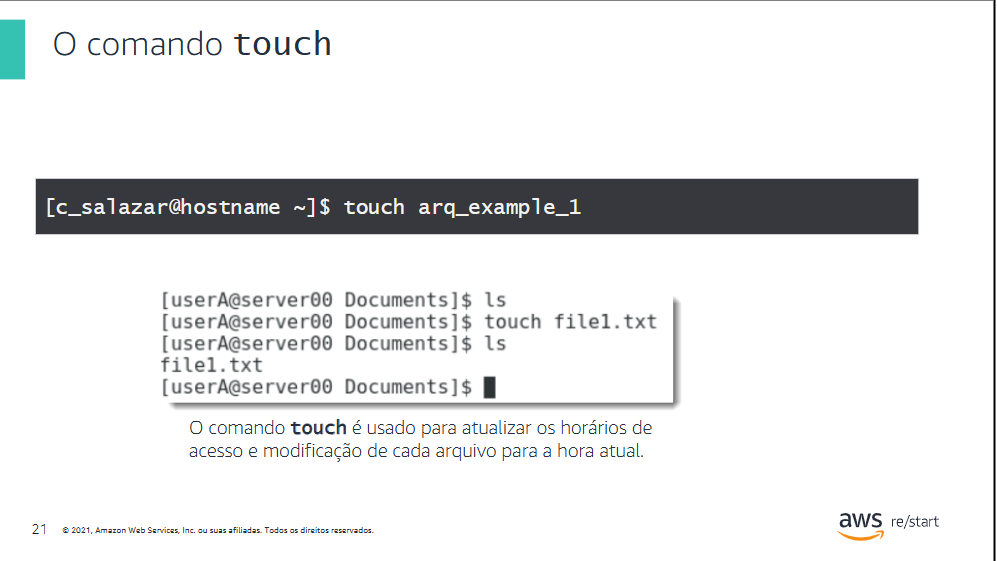 O comando touch
[c_salazar@hostname ~]$ touch arq_example_1
[userA@server00 Documents]$ ls
[userA@server00 Documents]$ touch file1.txt
[userA@server00 Documents]$ ls
file1.txt
[userA@server00 Documents]$
O comando touch é usado para atualizar os horários de
acesso e modificação de cada arquivo para a hora atual.
21 © 2021, Amazon Web Services, Inc. ou suas afiliadas. Todos os direitos reservados.
aws re/start